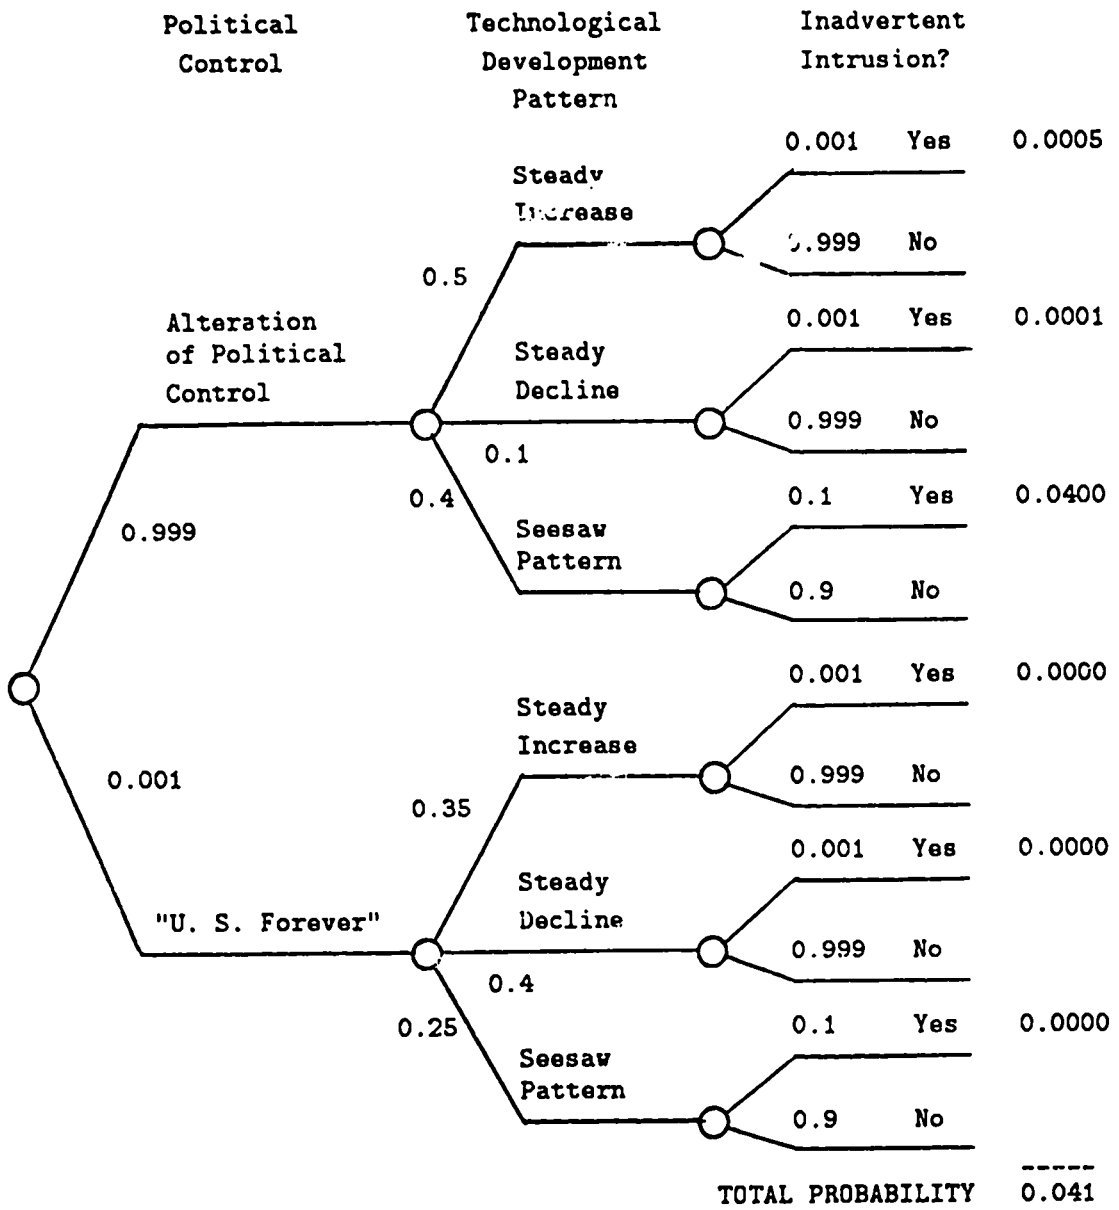 Political Control
Technological Development Pattern
Inadvertent Intrusion?
0.001 Yes 0.0005
Steady
Increase
0.999 No
0.5
0.001 Yes 0.0001
Alteration
of Political
Control
Steady
Decline
0.999 No
0.1
0.4
0.1 Yes 0.0400
Seesaw
Pattern
0.999
0.9 No
0.001 Yes 0.0000
Steady
Increase
0.001
0.999 No
0.35
0.001 Yes 0.0000
Steady
Decline
"U. S. Forever"
0.999 No
0.4
0.25
0.1 Yes 0.0000
Seesaw
Pattern
0.9 No
-----
TOTAL PROBABILITY 0.041